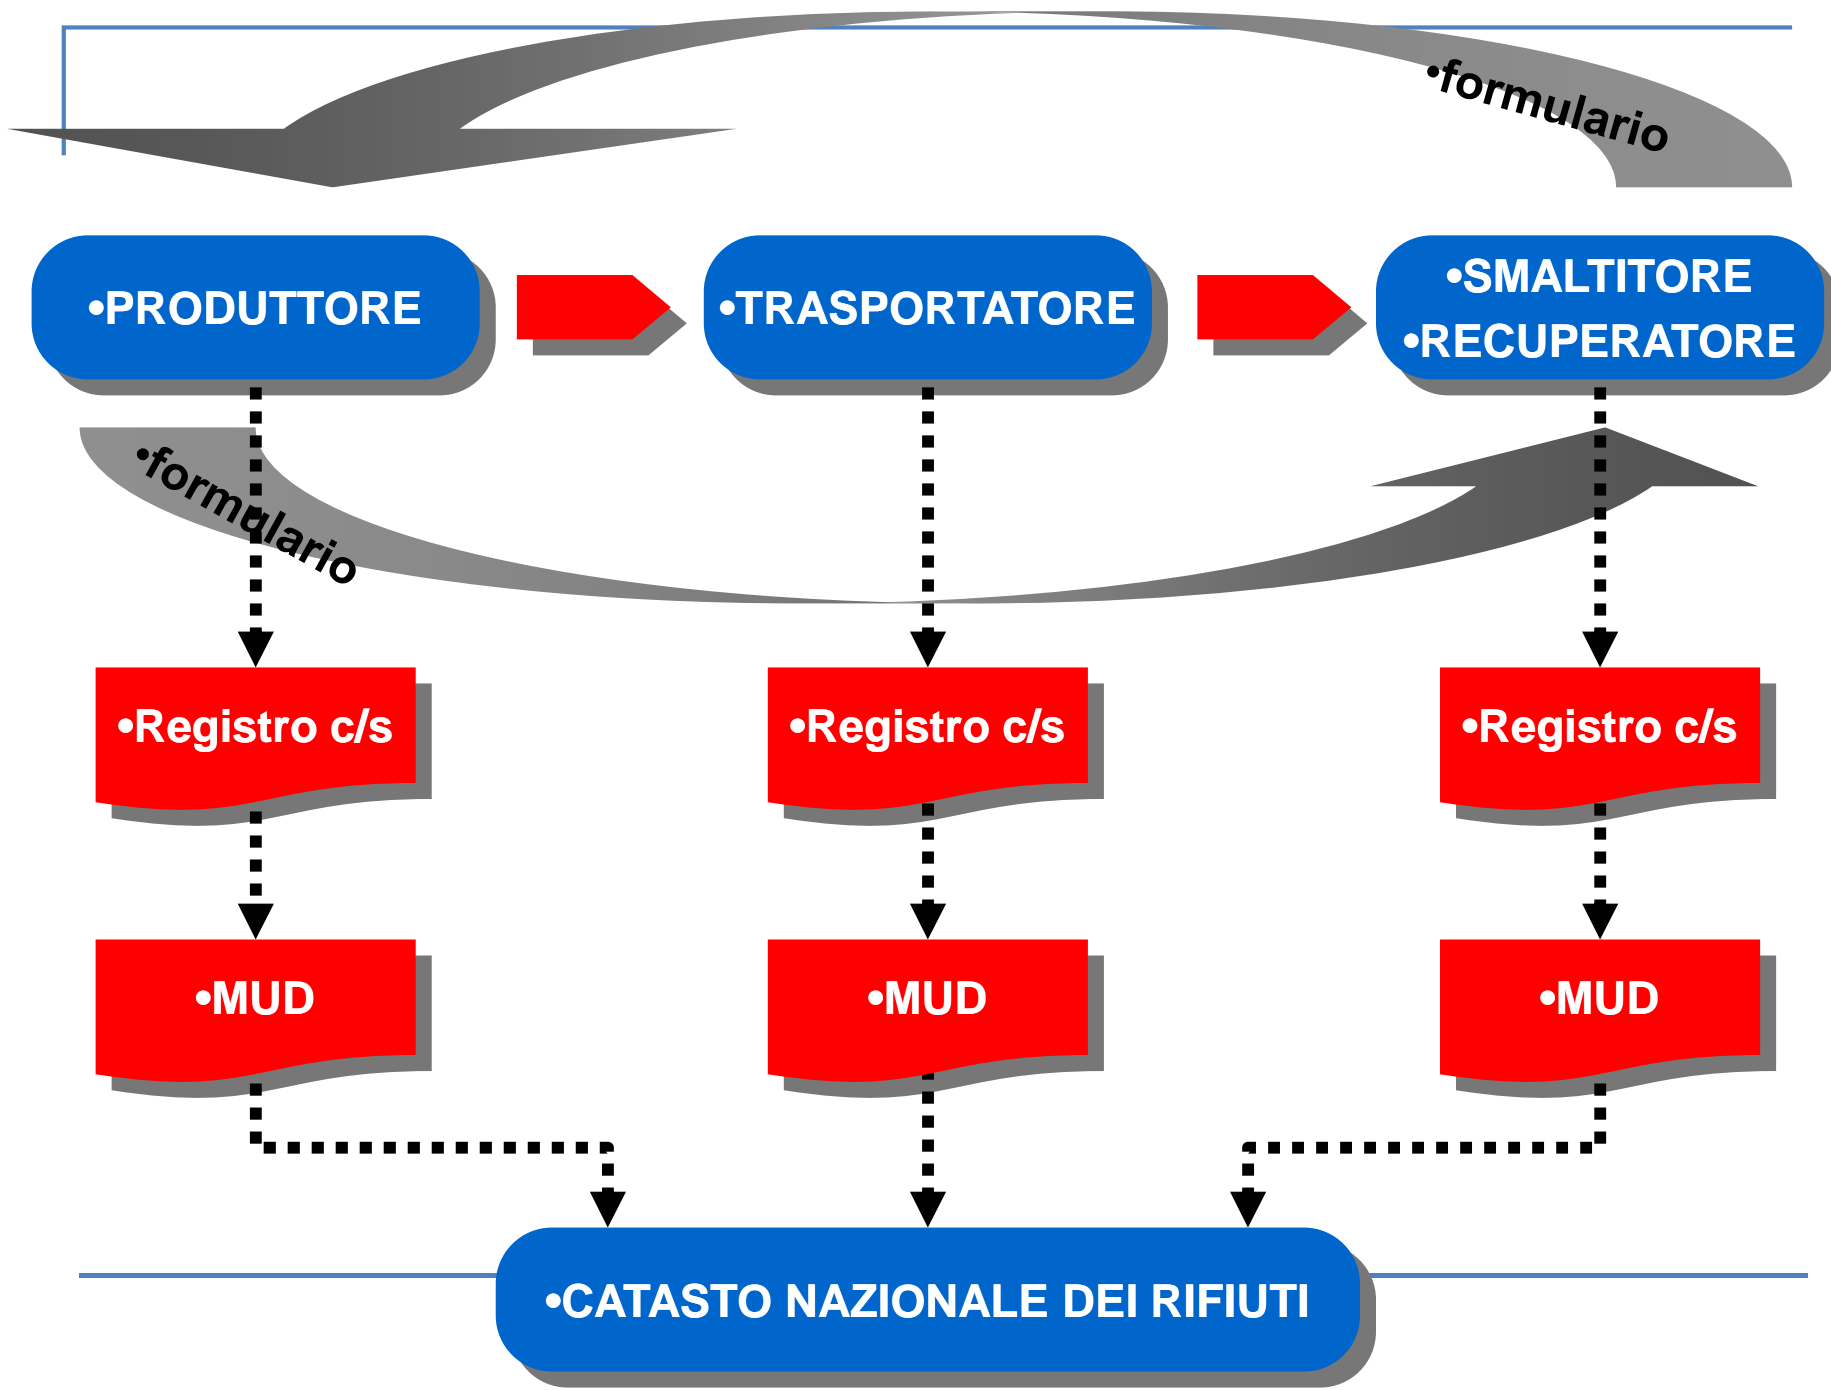 •formulario
•PRODUTTORE
•TRASPORTATORE
•SMALTITORE
•RECUPERATORE
•formulario
•Registro c/s
•Registro c/s
•Registro c/s
•MUD
•MUD
•MUD
•CATASTO NAZIONALE DEI RIFIUTI